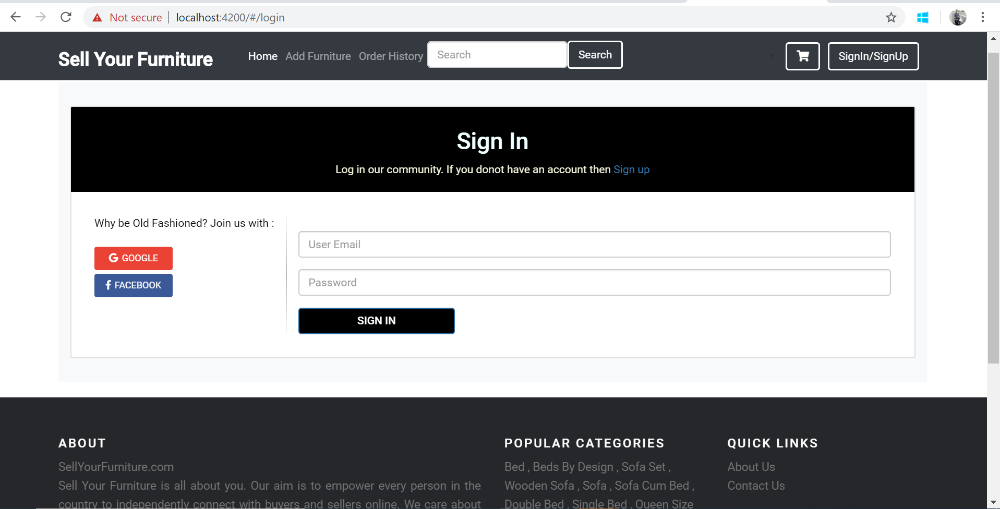 Not secure | localhost:4200/#/login
Sell Your Furniture Home Add Furniture Order History Search Search SignIn/SignUp
Sign In
Log in our community. If you donot have an account then Sign up
Why be Old Fashioned? Join us with :
GOOGLE
FACEBOOK
User Email
Password
SIGN IN
ABOUT
SellYourFurniture.com
Sell Your Furniture is all about you. Our aim is to empower every person in the
country to independently connect with buyers and sellers online. We care about
POPULAR CATEGORIES
Bed , Beds By Design , Sofa Set ,
Wooden Sofa , Sofa , Sofa Cum Bed ,
Double Bed , Single Bed , Queen Size
QUICK LINKS
About Us
Contact Us